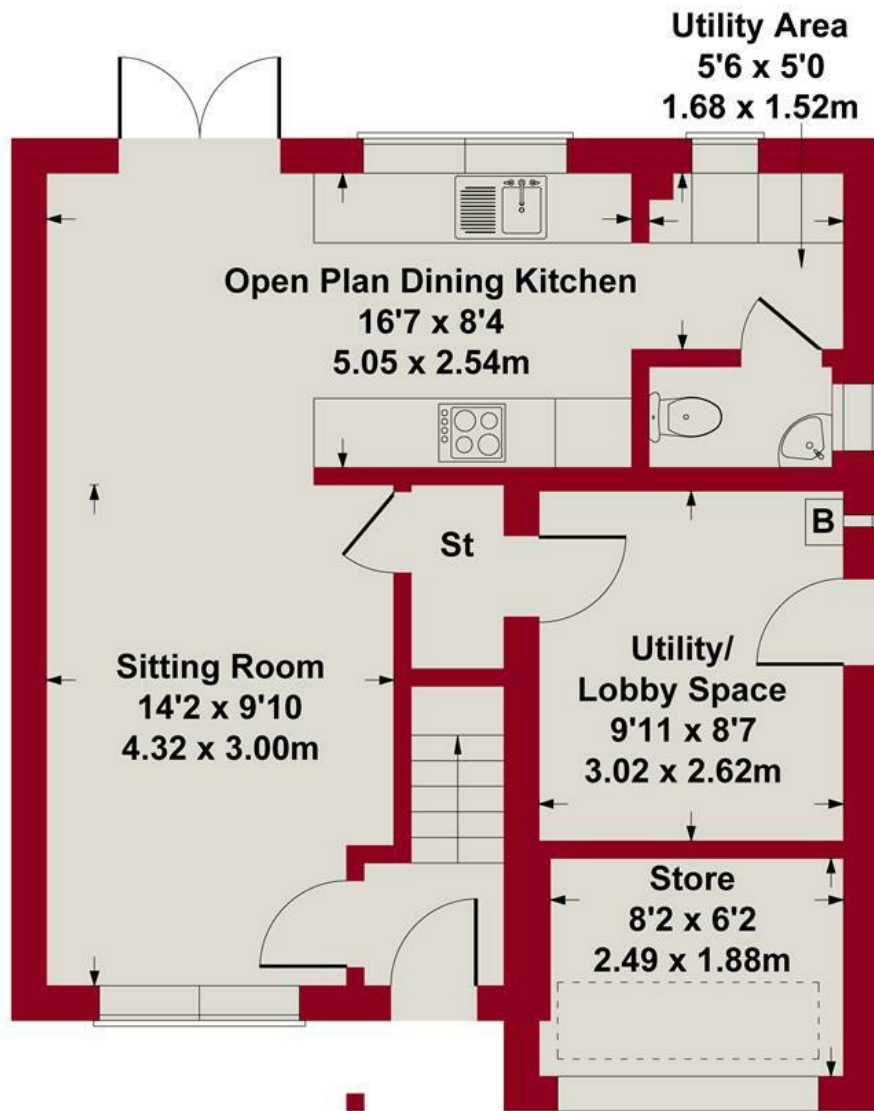 Utility Area
5'6 x 5'0
1.68 x 1.52m
Open Plan Dining Kitchen
16'7 x 8'4
5.05 x 2.54m
St
B
Sitting Room
14'2 x 9'10
4.32 x 3.00m
Utility/
Lobby Space
9'11 x 8'7
3.02 x 2.62m
Store
8'2 x 6'2
2.49 x 1.88m